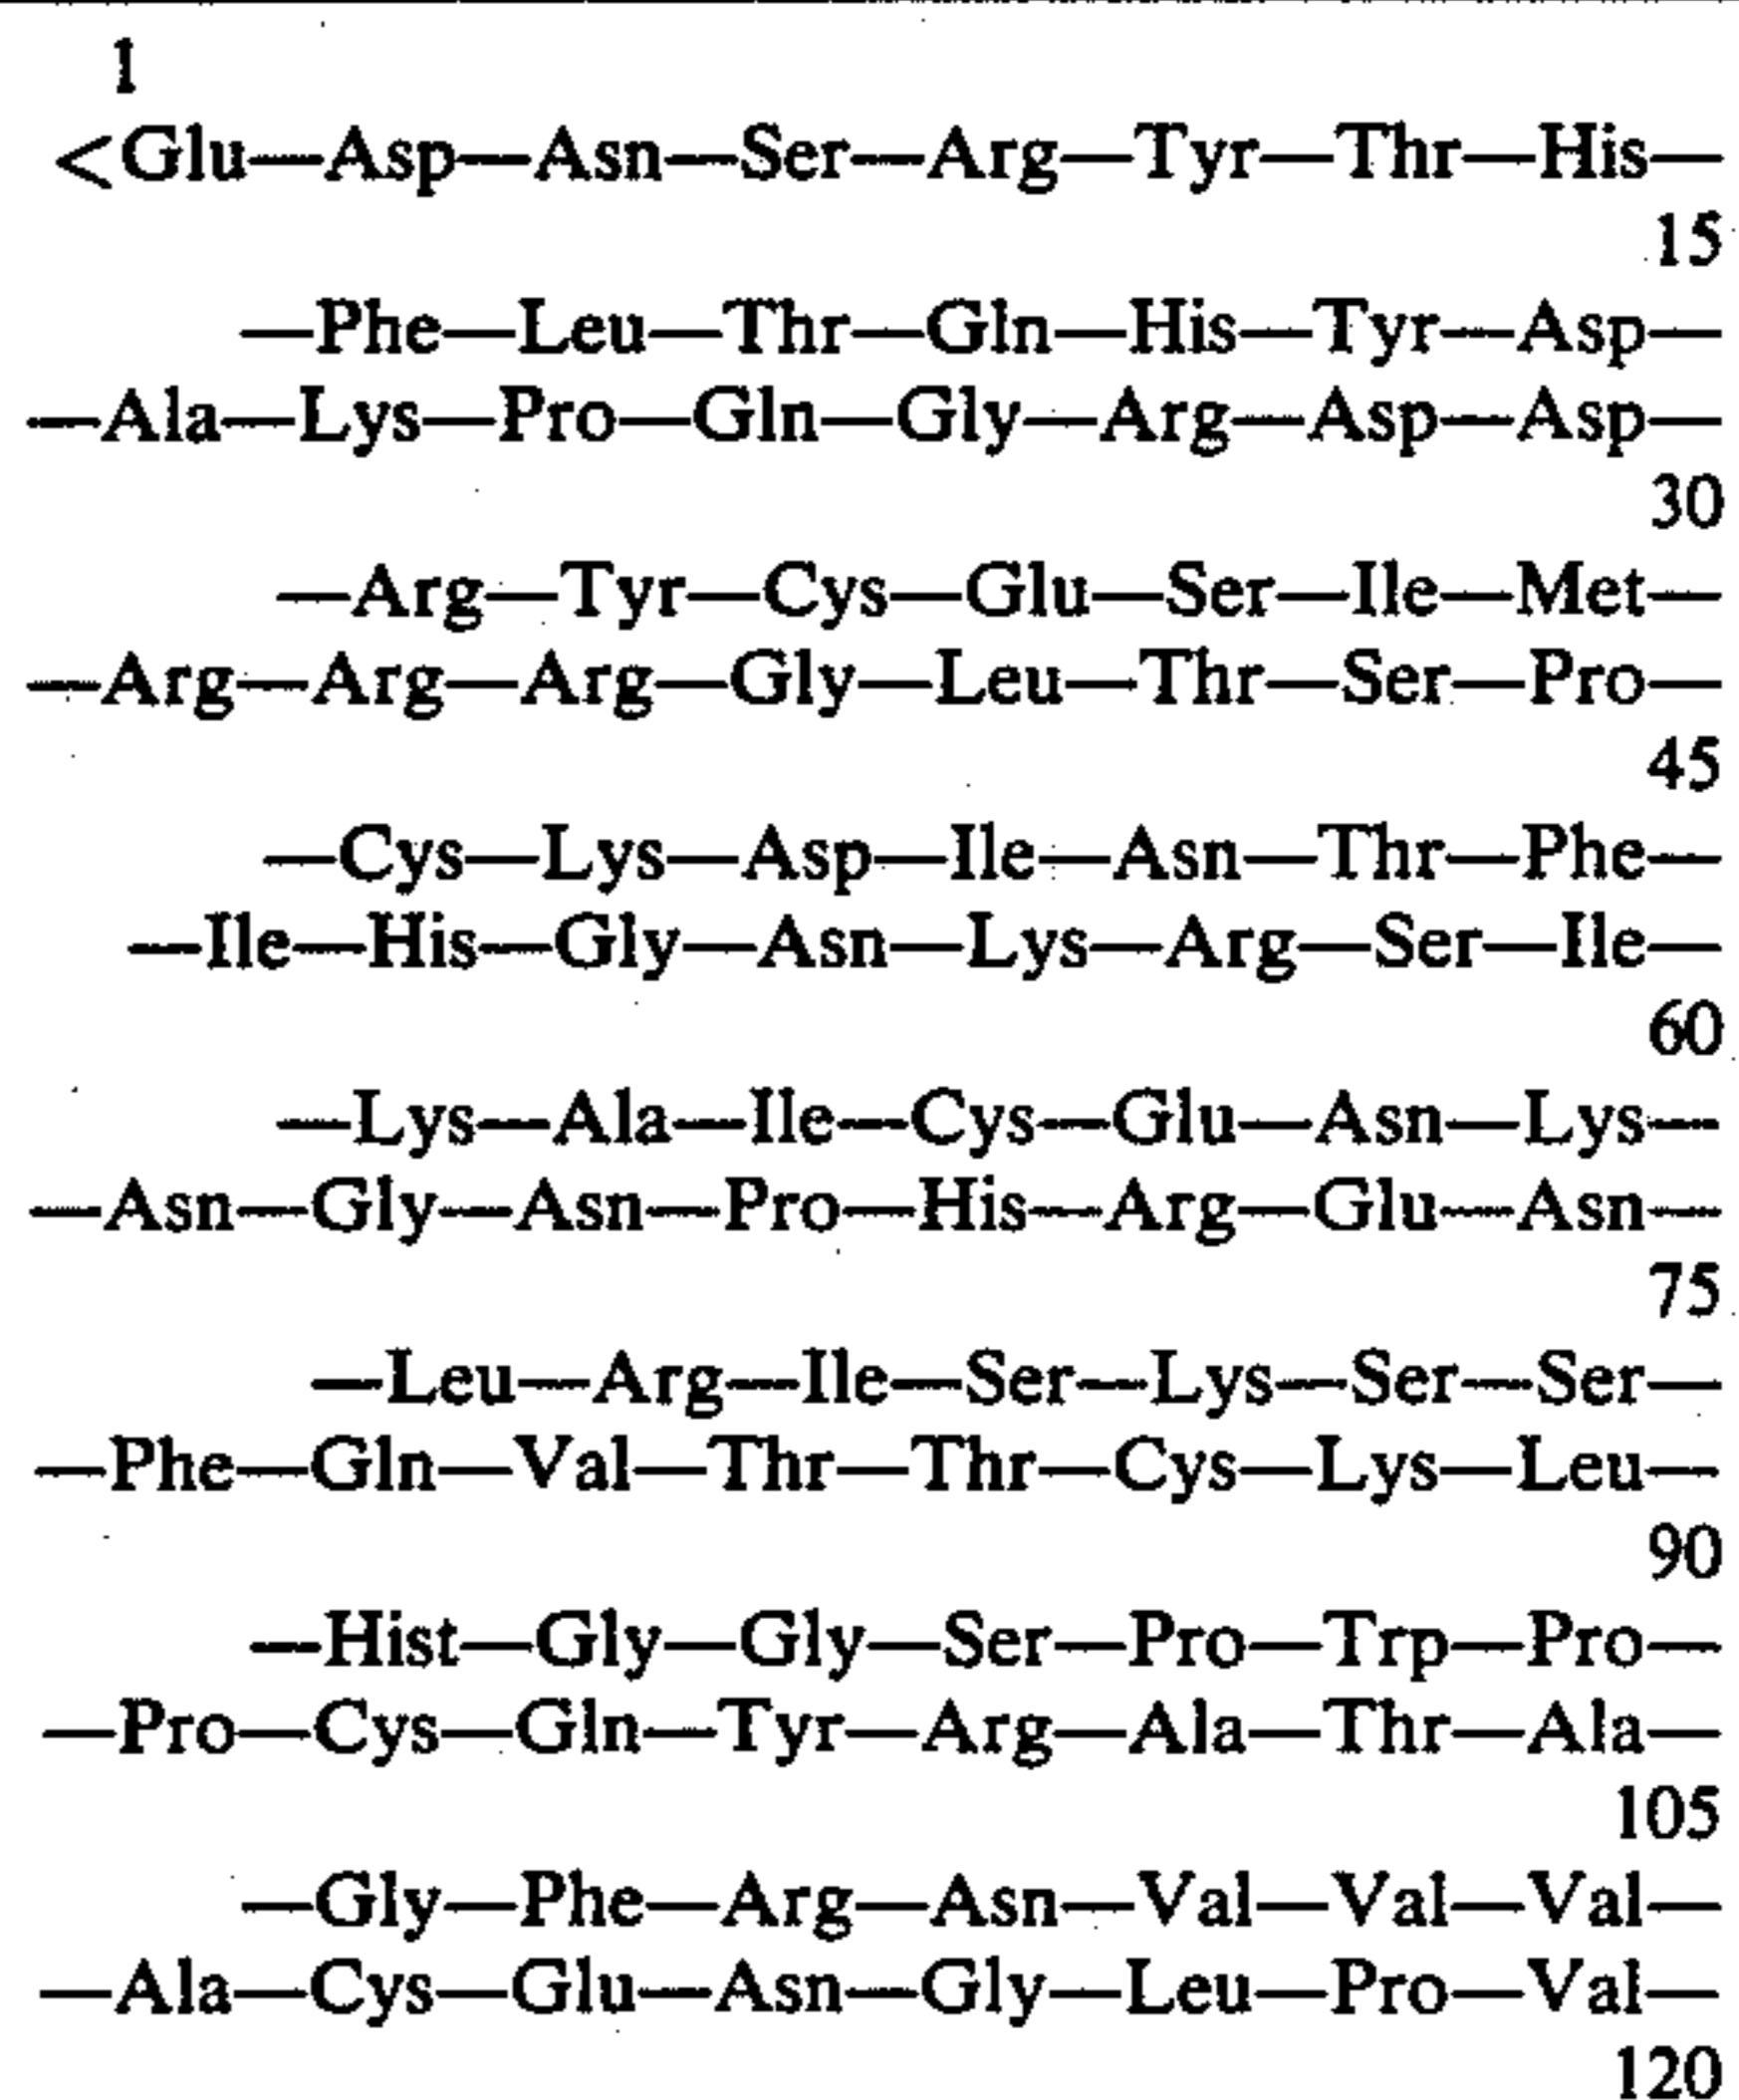 1
<Glu—Asp—Asn—Ser—Arg—Tyr—Thr—His—
15
—Phe—Leu—Thr—Gln—His—Tyr—Asp—
—Ala—Lys—Pro—Gln—Gly—Arg—Asp—Asp—
30
—Arg—Tyr—Cys—Glu—Ser—Ile—Met—
—Arg—Arg—Arg—Gly—Leu—Thr—Ser—Pro—
45
—Cys—Lys—Asp—Ile—Asn—Thr—Phe—
—Ile—His—Gly—Asn—Lys—Arg—Ser—Ile—
60
—Lys—Ala—Ile—Cys—Glu—Asn—Lys—
—Asn—Gly—Asn—Pro—His—Arg—Glu—Asn—
75
—Leu—Arg—Ile—Ser—Lys—Ser—Ser—
—Phe—Gln—Val—Thr—Thr—Cys—Lys—Leu—
90
—Hist—Gly—Gly—Ser—Pro—Trp—Pro—
—Pro—Cys—Gln—Tyr—Arg—Ala—Thr—Ala—
105
—Gly—Phe—Arg—Asn—Val—Val—Val—
—Ala—Cys—Glu—Asn—Gly—Leu—Pro—Val—
120